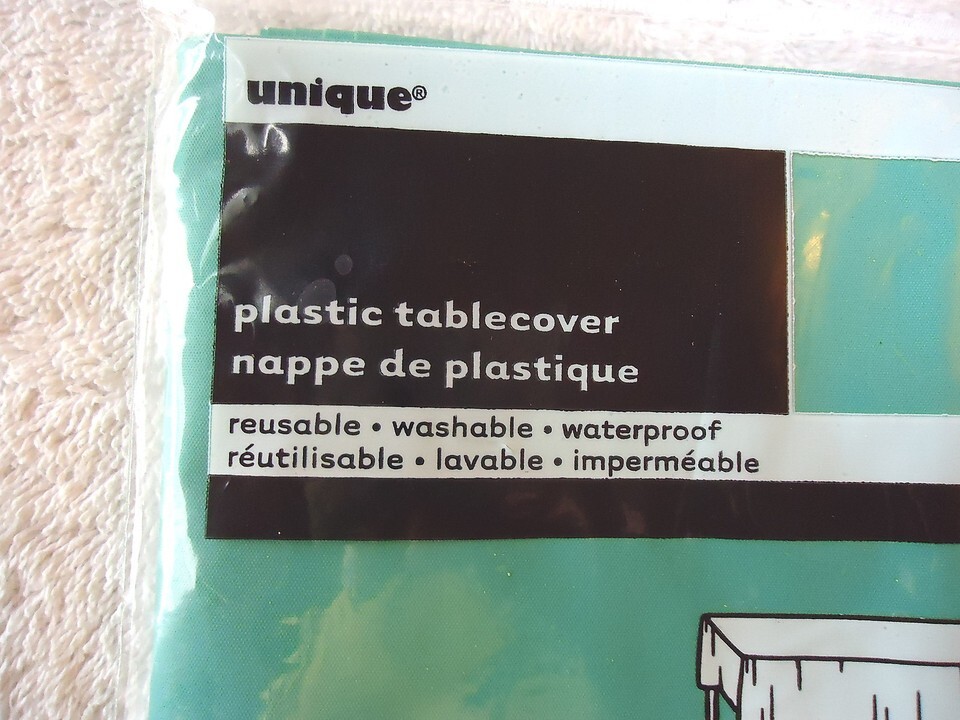 unique®
plastic tablecover
nappe de plastique
reusable • washable • waterproof
réutilisable • lavable • imperméable